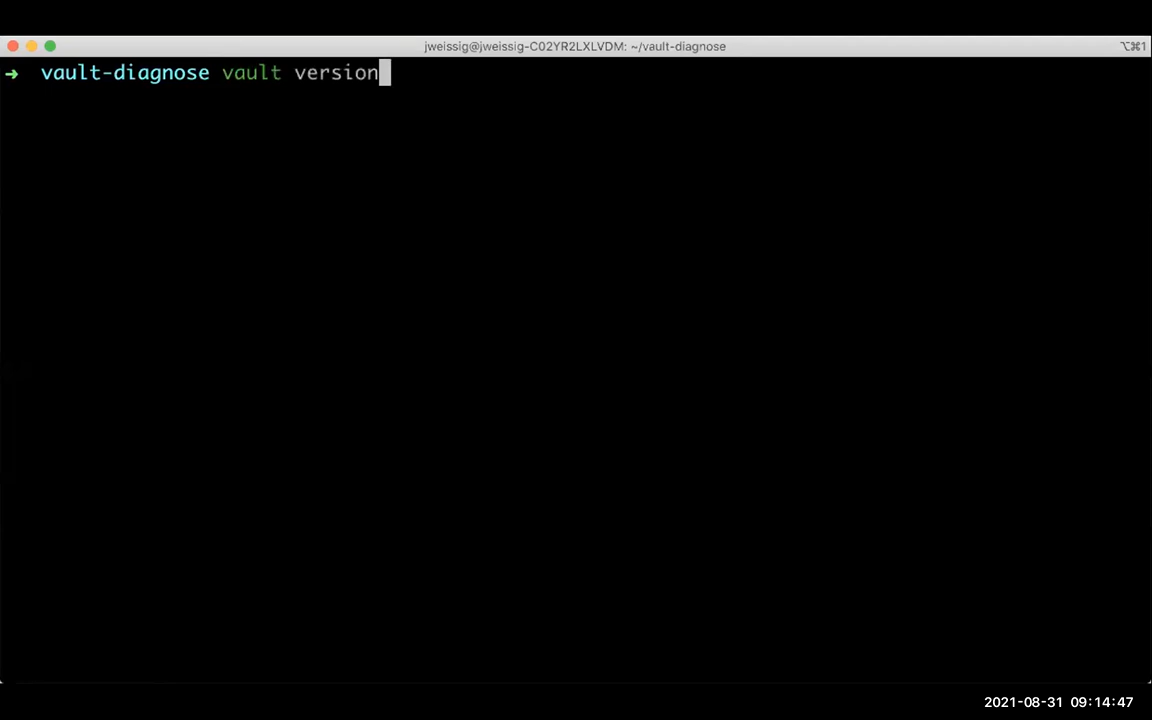 jweissig@jweissig-C02YR2LXLVDM: ~/vault-diagnose
⌥⌘1
➜ vault-diagnose vault version
2021-08-31 09:14:47